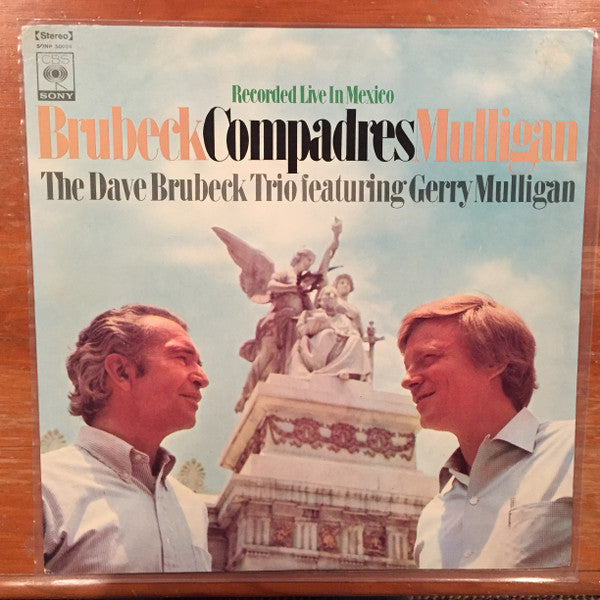 【Stereo】
CBS
SONY
Recorded Live In Mexico
BrubeckCompadresMulligan
The Dave Brubeck Trio featuring Gerry Mulligan